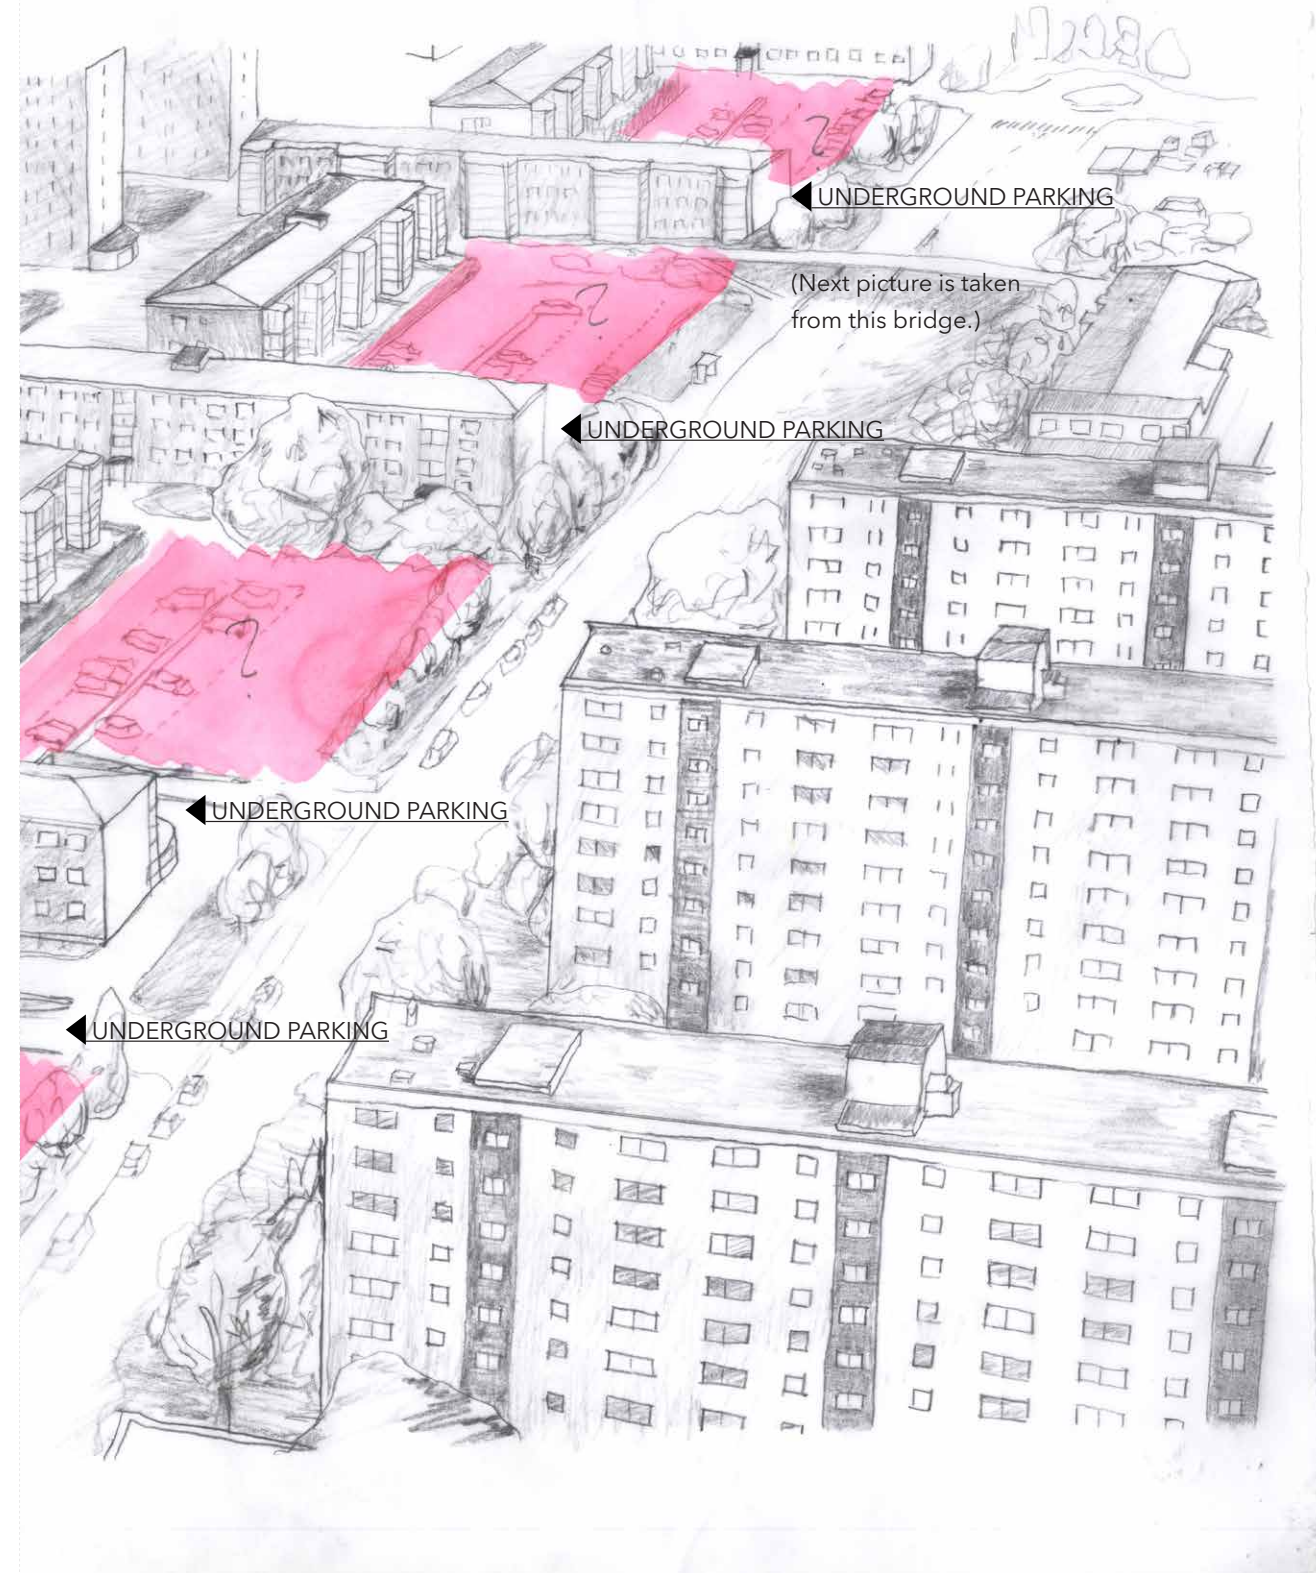 ?
UNDERGROUND PARKING
(Next picture is taken
from this bridge.)
?
UNDERGROUND PARKING
?
UNDERGROUND PARKING
UNDERGROUND PARKING